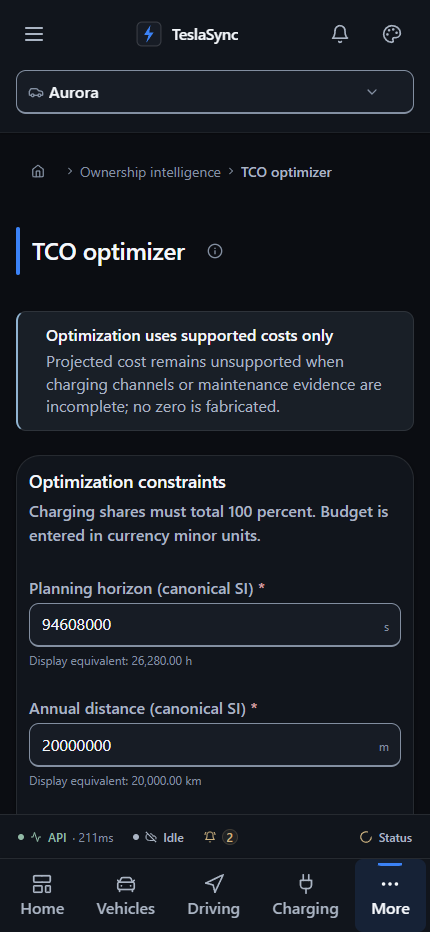 TeslaSync
Aurora
Ownership intelligence > TCO optimizer
TCO optimizer
Optimization uses supported costs only
Projected cost remains unsupported when
charging channels or maintenance evidence are
incomplete; no zero is fabricated.
Optimization constraints
Charging shares must total 100 percent. Budget is
entered in currency minor units.
Planning horizon (canonical SI) *
94608000 s
Display equivalent: 26,280.00 h
Annual distance (canonical SI) *
20000000 m
Display equivalent: 20,000.00 km
API · 211ms Idle 2 Status
Home Vehicles Driving Charging More